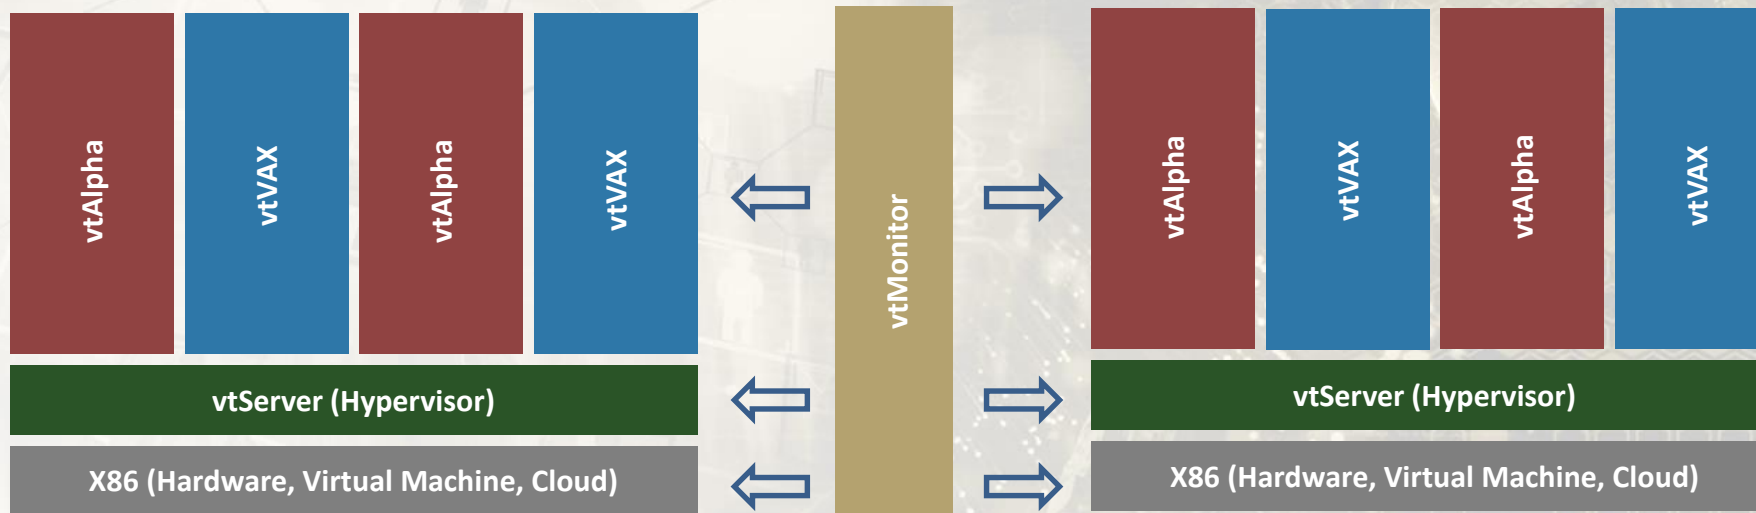 vtAlpha
vtVAX
vtAlpha
vtVAX
vtServer (Hypervisor)
X86 (Hardware, Virtual Machine, Cloud)
vtMonitor
vtAlpha
vtVAX
vtAlpha
vtVAX
vtServer (Hypervisor)
X86 (Hardware, Virtual Machine, Cloud)